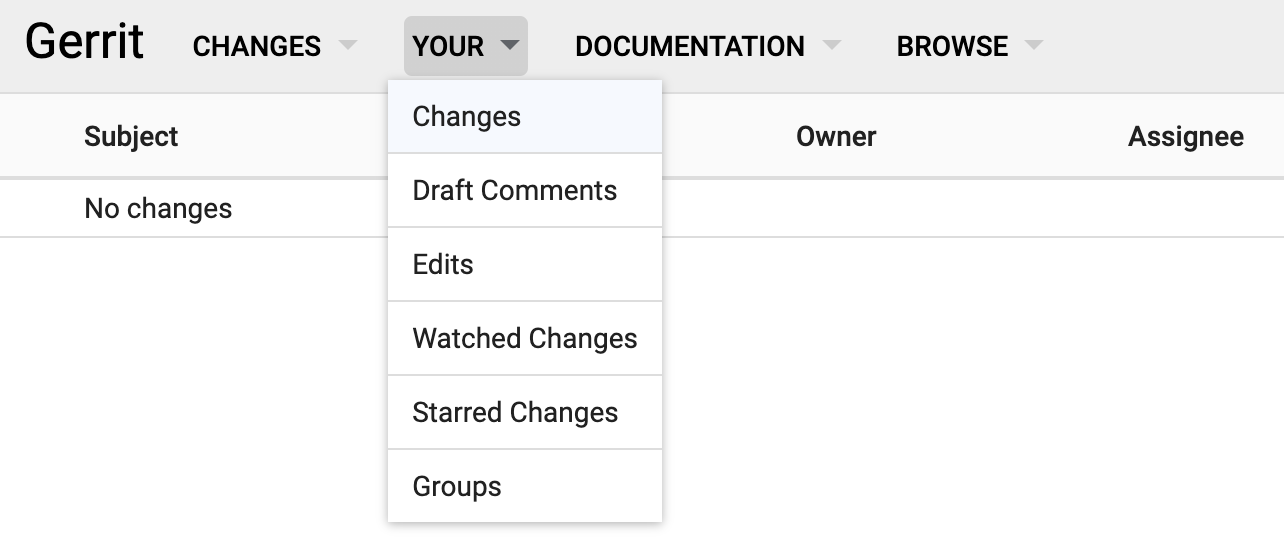 Gerrit CHANGES YOUR DOCUMENTATION BROWSE
Subject Owner Assignee
No changes
Changes
Draft Comments
Edits
Watched Changes
Starred Changes
Groups